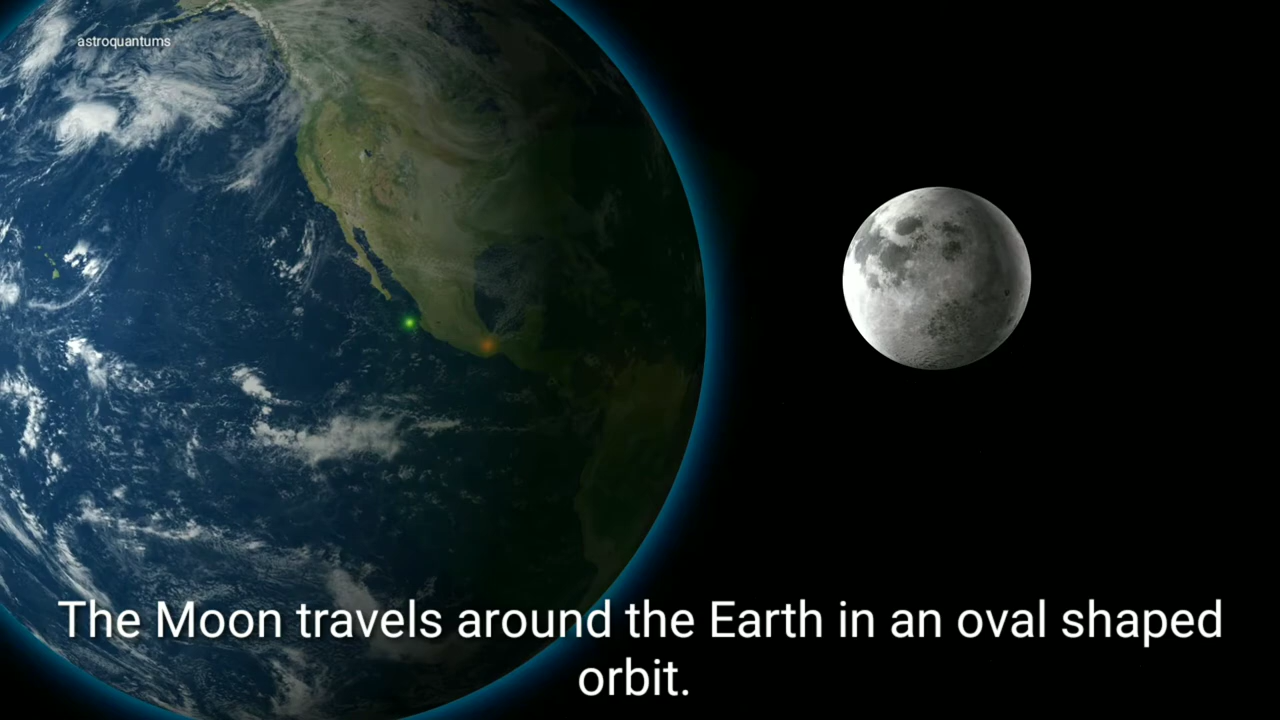 astroquantums
The Moon travels around the Earth in an oval shaped
orbit.